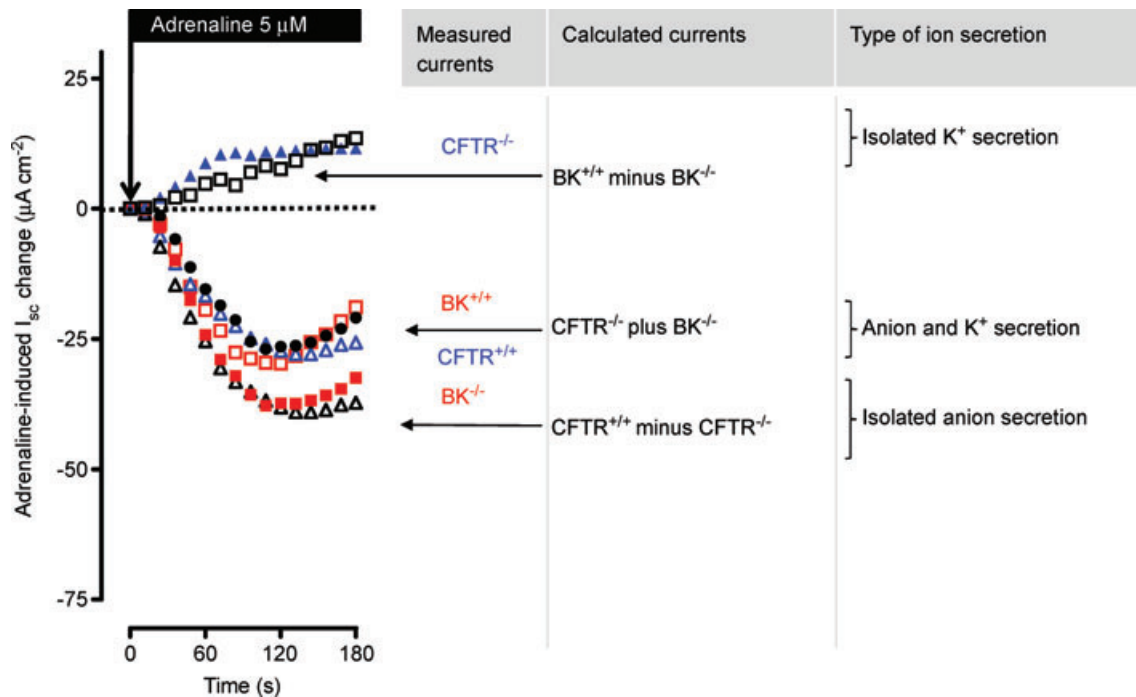 Adrenaline 5 μM
Measured currents
Calculated currents
Type of ion secretion
Adrenaline-induced Isc change (μA cm-2)
25
0
-25
-50
-75
CFTR-/-
BK+/+ minus BK-/-
Isolated K+ secretion
BK+/+
CFTR-/- plus BK-/-
Anion and K+ secretion
CFTR+/+
BK-/-
CFTR+/+ minus CFTR-/-
Isolated anion secretion
0 60 120 180
Time (s)